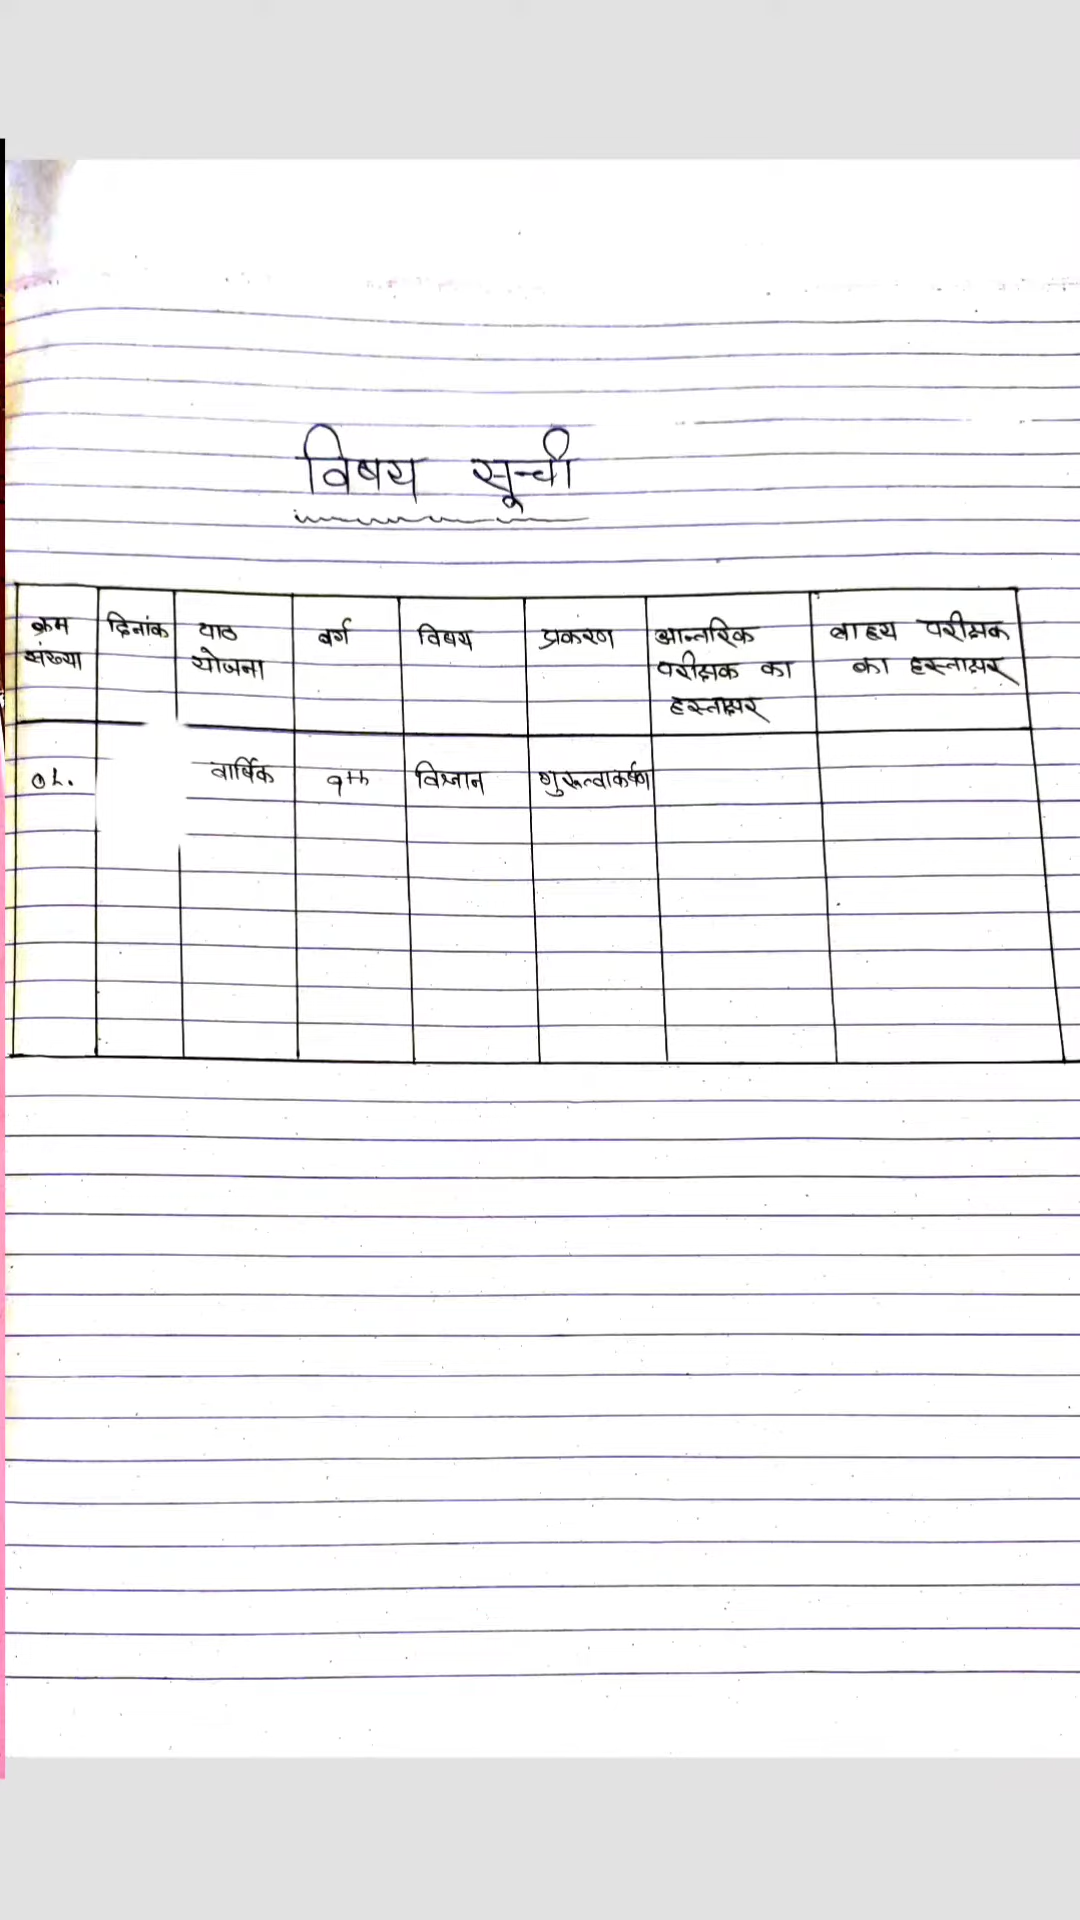 विषय सूची
क्रम संख्या दिनांक पाठ योजना वर्ग विषय प्रकरण आन्तरिक परीक्षक का हस्ताक्षर बाह्य परीक्षक का हस्ताक्षर
01. वार्षिक 9th विज्ञान गुरुत्वाकर्षण